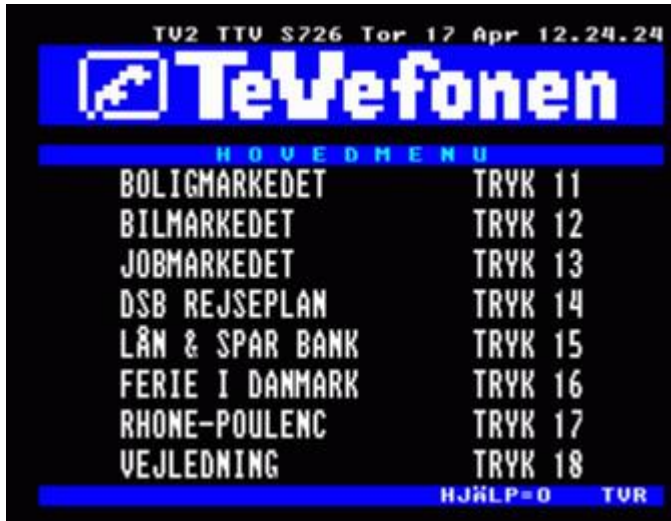 TV2 TTV S726 Tor 17 Apr 12.24.24
TeVefonen
HOVEDMENU
BOLIGMARKEDET TRYK 11
BILMARKEDET TRYK 12
JOBMARKEDET TRYK 13
DSB REJSEPLAN TRYK 14
LÅN & SPAR BANK TRYK 15
FERIE I DANMARK TRYK 16
RHONE-POULENC TRYK 17
VEJLEDNING TRYK 18
HJÄLP=0 TVR